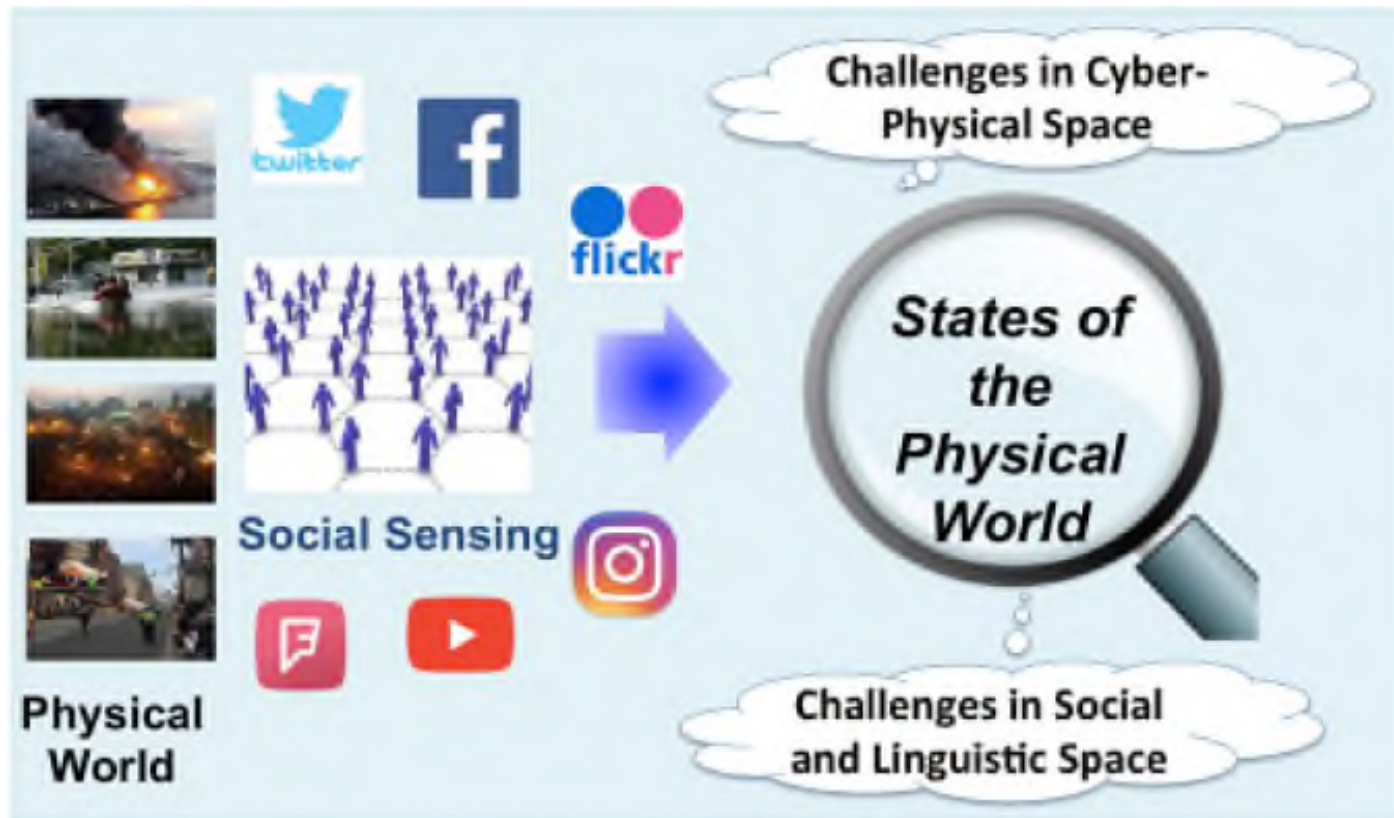 twitter
f
flickr
Social Sensing
Physical
World
Challenges in Cyber-
Physical Space
States of
the
Physical
World
Challenges in Social
and Linguistic Space